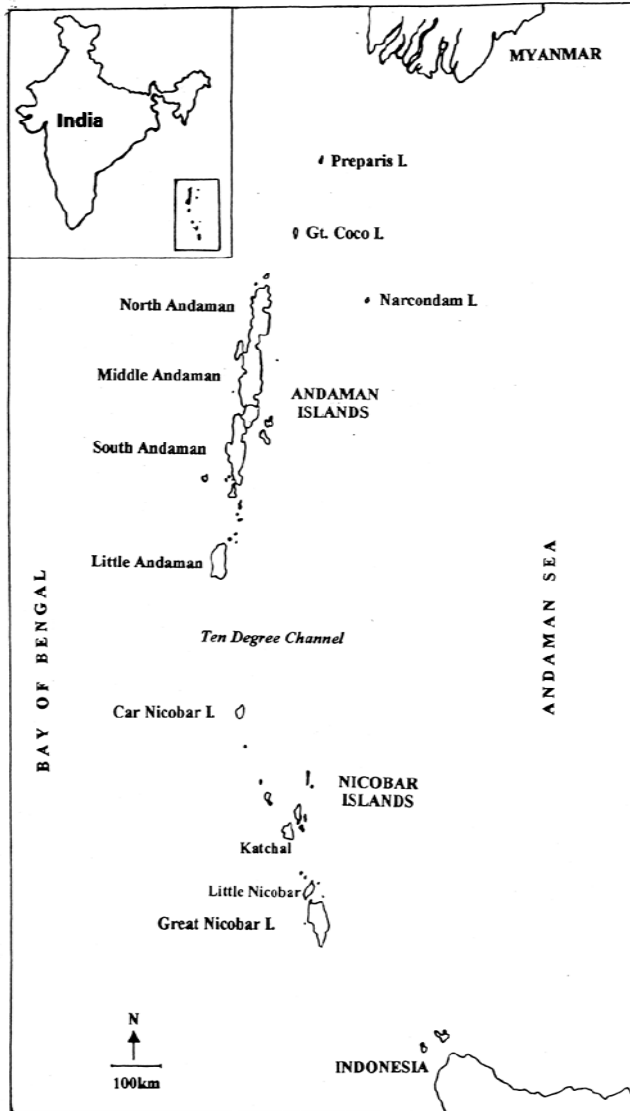 MYANMAR
India
Preparis I.
Gt. Coco I.
North Andaman
Narcondam I.
Middle Andaman
ANDAMAN
ISLANDS
South Andaman
Little Andaman
BAY OF BENGAL
ANDAMAN SEA
Ten Degree Channel
Car Nicobar I.
NICOBAR
ISLANDS
Katchal
Little Nicobar
Great Nicobar I.
N
100km
INDONESIA